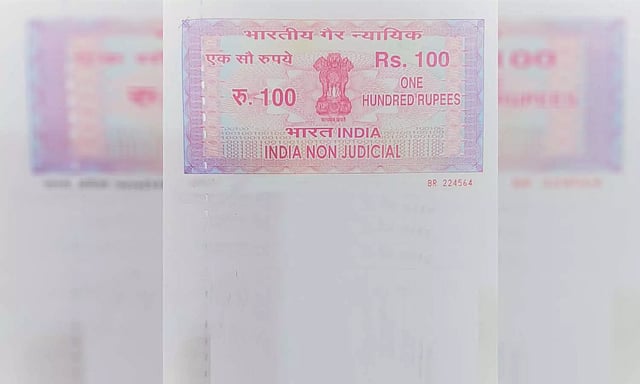 भारतीय गैर न्यायिक
एक सौ रुपये Rs. 100
रु. 100 ONE
HUNDRED RUPEES
भारत INDIA
INDIA NON JUDICIAL
BR 224564